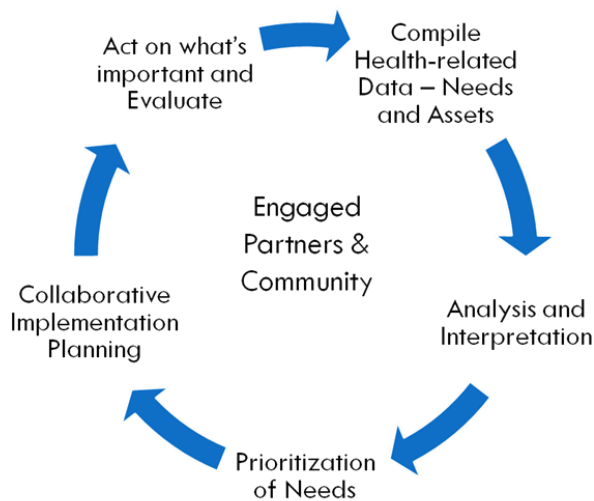 Act on what's
important and
Evaluate
Compile
Health-related
Data – Needs
and Assets
Engaged
Partners &
Community
Analysis and
Interpretation
Prioritization
of Needs
Collaborative
Implementation
Planning